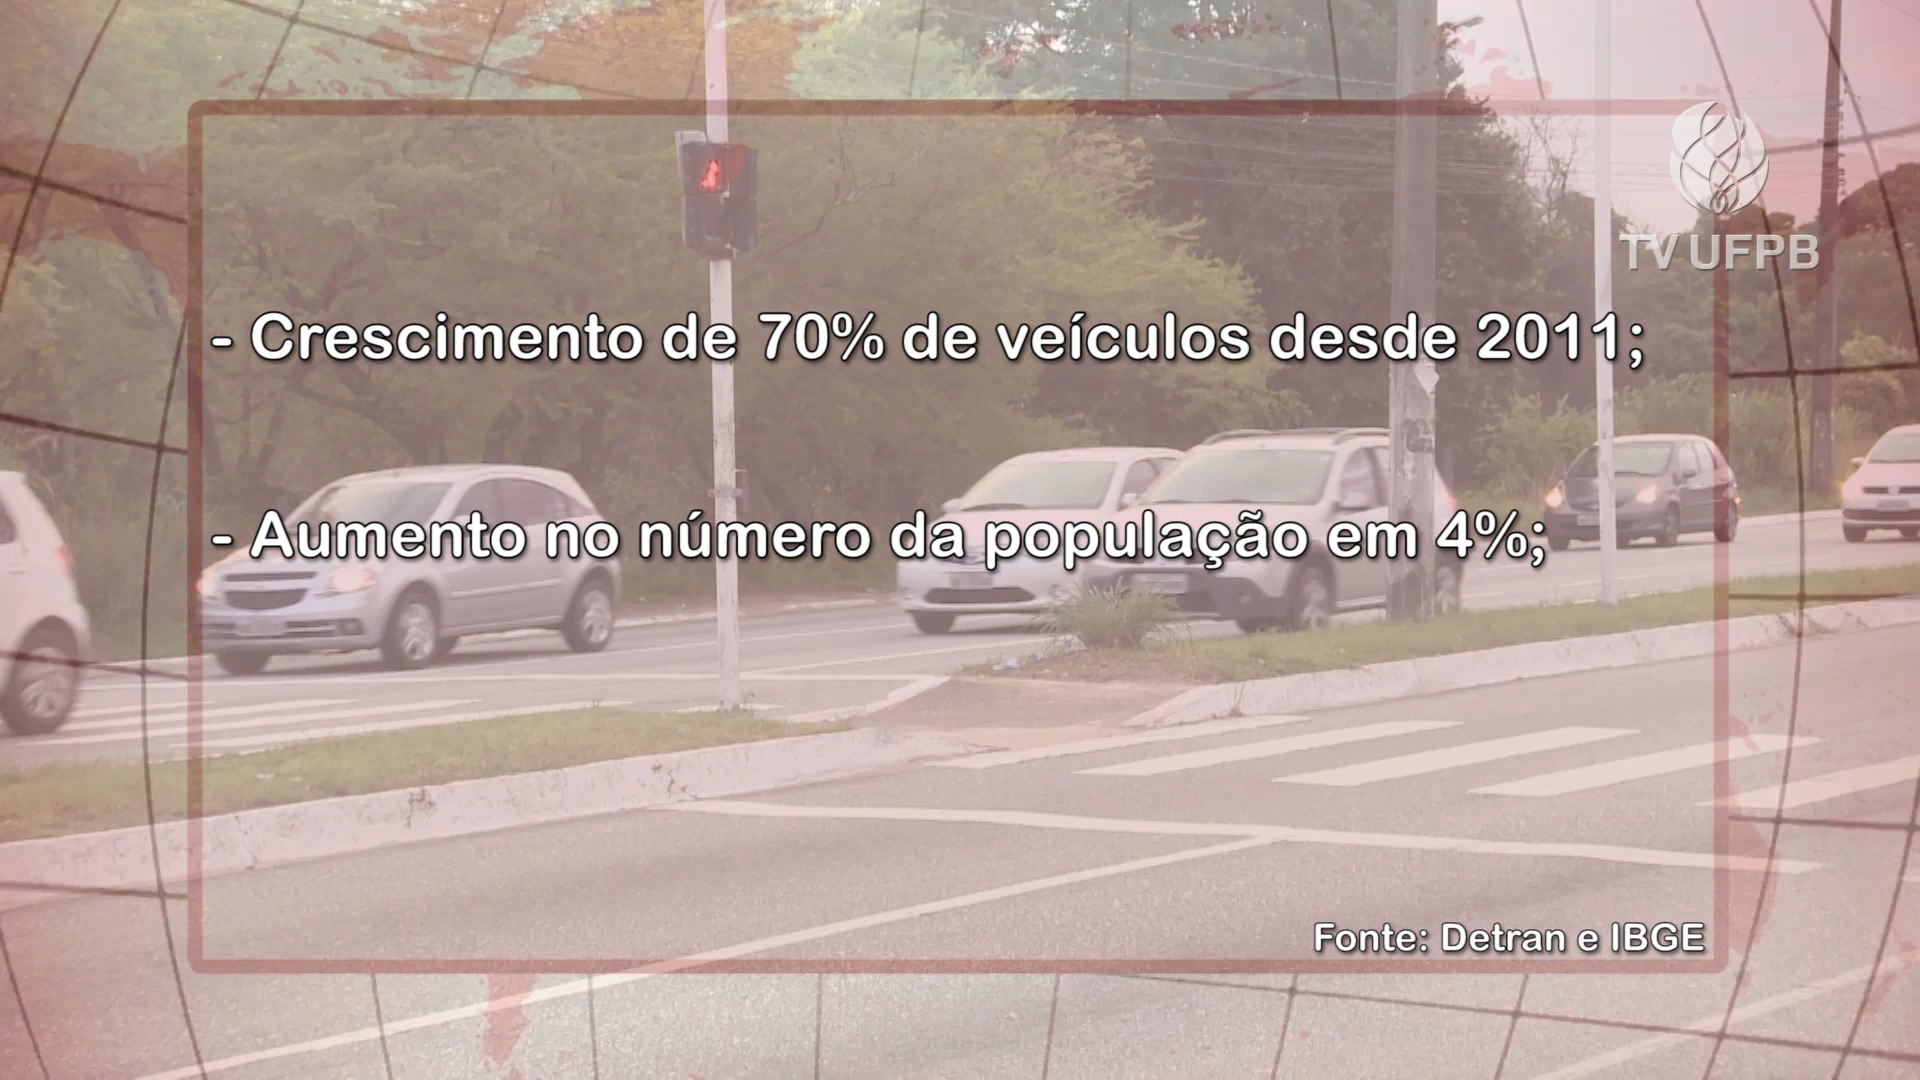 TV UFPB
- Crescimento de 70% de veículos desde 2011;
- Aumento no número da população em 4%;
Fonte: Detran e IBGE